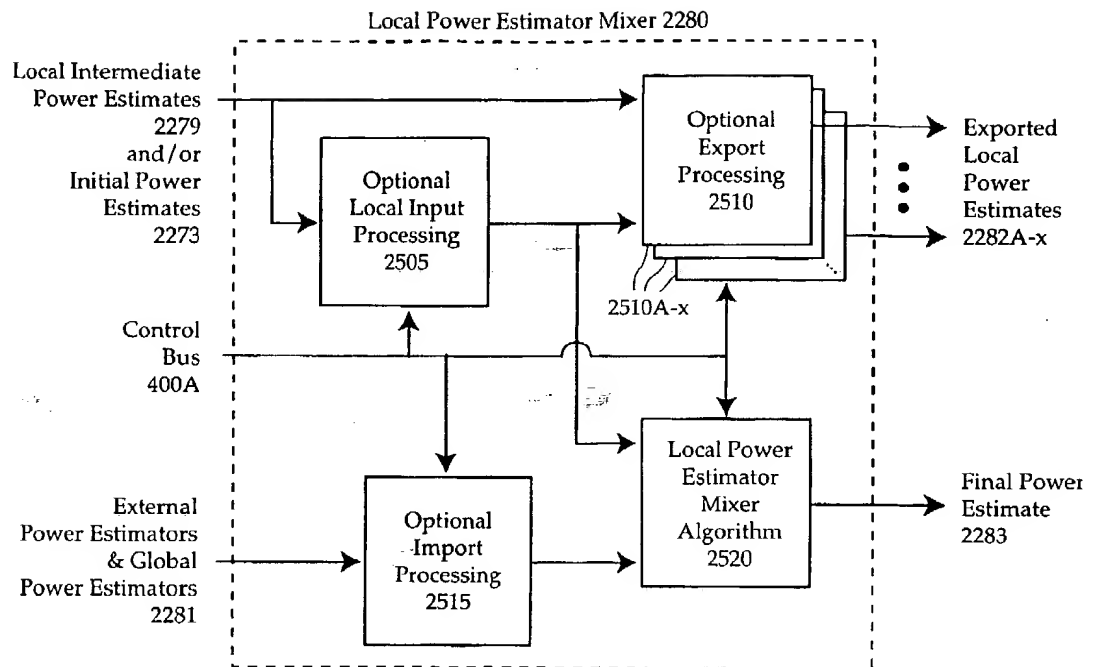 Local Power Estimator Mixer 2280
Local Intermediate
Power Estimates
2279
and/or
Initial Power
Estimates
2273
Optional
Local Input
Processing
2505
Optional
Export
Processing
2510
2510A-x
Exported
Local
Power
Estimates
2282A-x
Control
Bus
400A
External
Power Estimators
& Global
Power Estimators
2281
Optional
Import
Processing
2515
Local Power
Estimator
Mixer
Algorithm
2520
Final Power
Estimate
2283